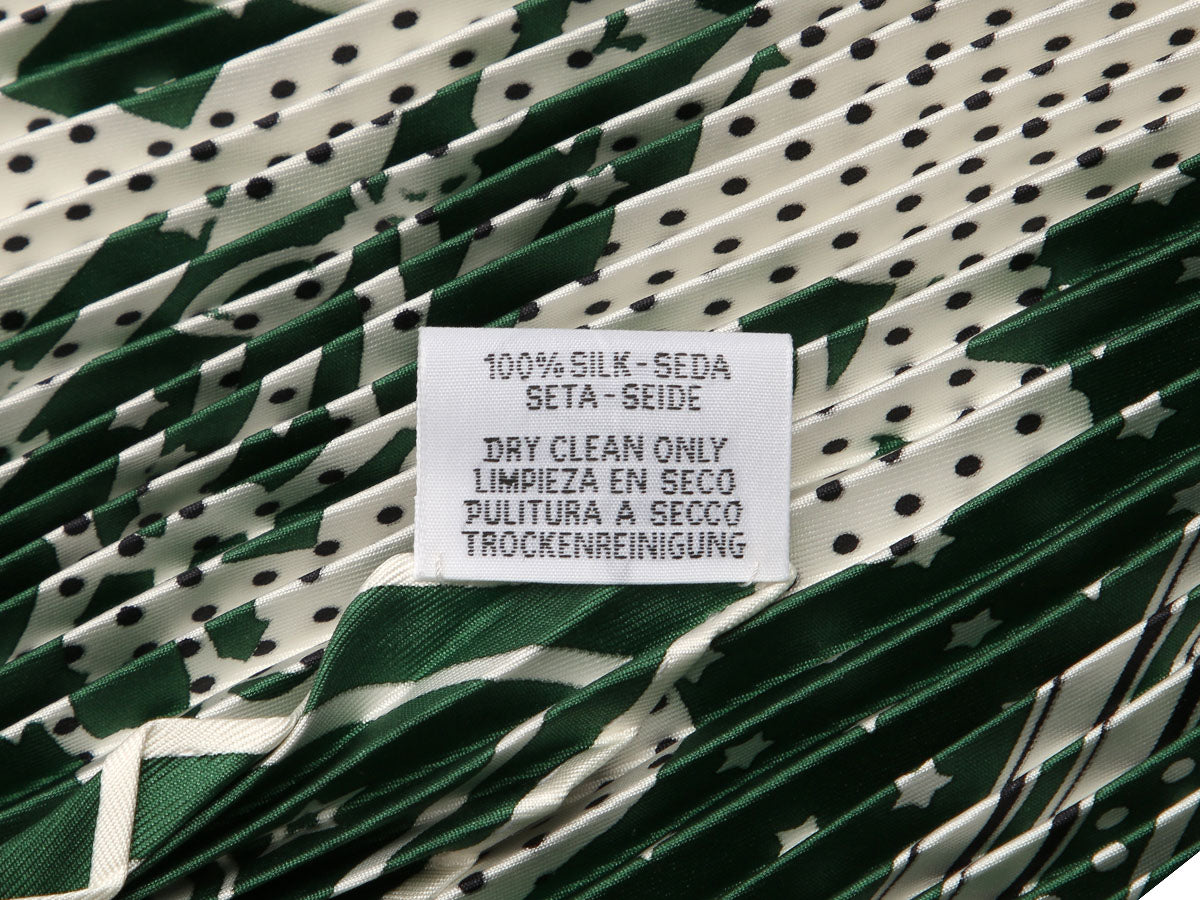 100% SILK - SEDA
SETA - SEIDE
DRY CLEAN ONLY
LIMPIEZA EN SECO
PULITURA A SECCO
TROCKENREINIGUNG